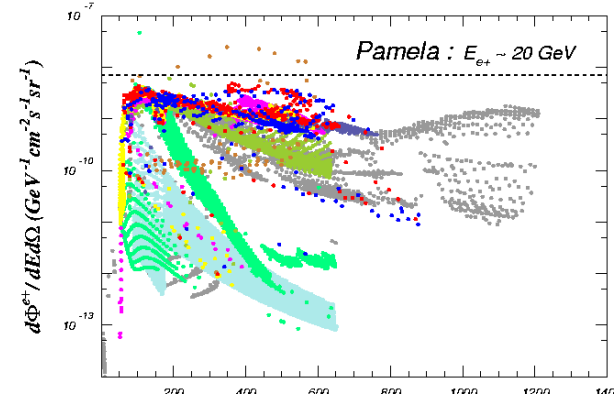 10⁻⁷
Pamela : E e+ ~ 20 GeV
dΦ^e+ / dEdΩ (GeV⁻¹cm⁻²s⁻¹sr⁻¹)
10⁻¹⁰
10⁻¹³
200 400 600 800 1000 1200